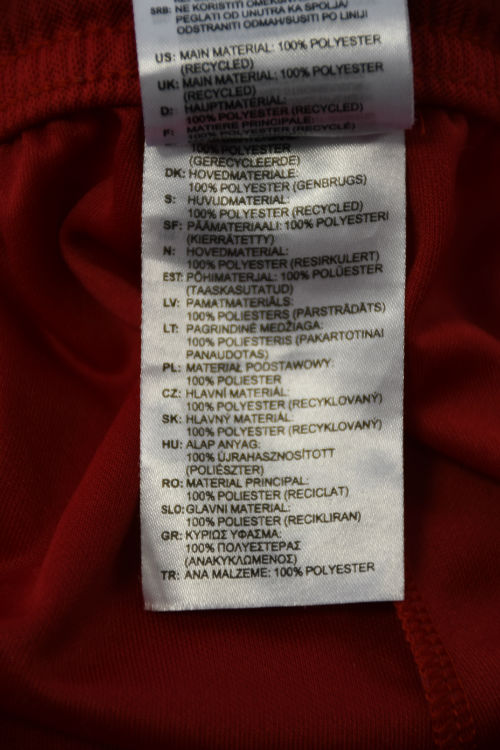 SRB: NE KORISTITI OMEKŠI
PEGLATI OD UNUTRA KA SPOLJA/
ODSTRANITI ODMAH/SUŠITI PO LINIJI
US: MAIN MATERIAL: 100% POLYESTER
(RECYCLED)
UK: MAIN MATERIAL: 100% POLYESTER
(RECYCLED)
D: HAUPTMATERIAL:
100% POLYESTER (RECYCLED)
F: MATIERE PRINCIPALE:
100% POLYESTER (RECYCLÉ)
100% POLYESTER
(GERECYCLEERDE)
DK: HOVEDMATERIALE:
100% POLYESTER (GENBRUGS)
S: HUVUDMATERIAL:
100% POLYESTER (RECYCLED)
SF: PÄÄMATERIAALI: 100% POLYESTERI
(KIERRÄTETTY)
N: HOVEDMATERIAL:
100% POLYESTER (RESIRKULERT)
EST: PÕHIMATERJAL: 100% POLÜESTER
(TAASKASUTATUD)
LV: PAMATMATERIĀLS:
100% POLIESTERS (PĀRSTRĀDĀTS)
LT: PAGRINDINĖ MEDŽIAGA:
100% POLIESTERIS (PAKARTOTINAI
PANAUDOTAS)
PL: MATERIAŁ PODSTAWOWY:
100% POLIESTER
CZ: HLAVNÍ MATERIÁL:
100% POLYESTER (RECYKLOVANÝ)
SK: HLAVNÝ MATERIÁL:
100% POLYESTER (RECYKLOVANÝ)
HU: ALAP ANYAG:
100% ÚJRAHASZNOSÍTOTT
(POLIÉSZTER)
RO: MATERIAL PRINCIPAL:
100% POLIESTER (RECICLAT)
SLO: GLAVNI MATERIAL:
100% POLIESTER (RECIKLIRAN)
GR: ΚΥΡΙΩΣ ΥΦΑΣΜΑ:
100% ΠΟΛΥΕΣΤΕΡΑΣ
(ΑΝΑΚΥΚΛΩΜΕΝΟΣ)
TR: ANA MALZEME: 100% POLYESTER